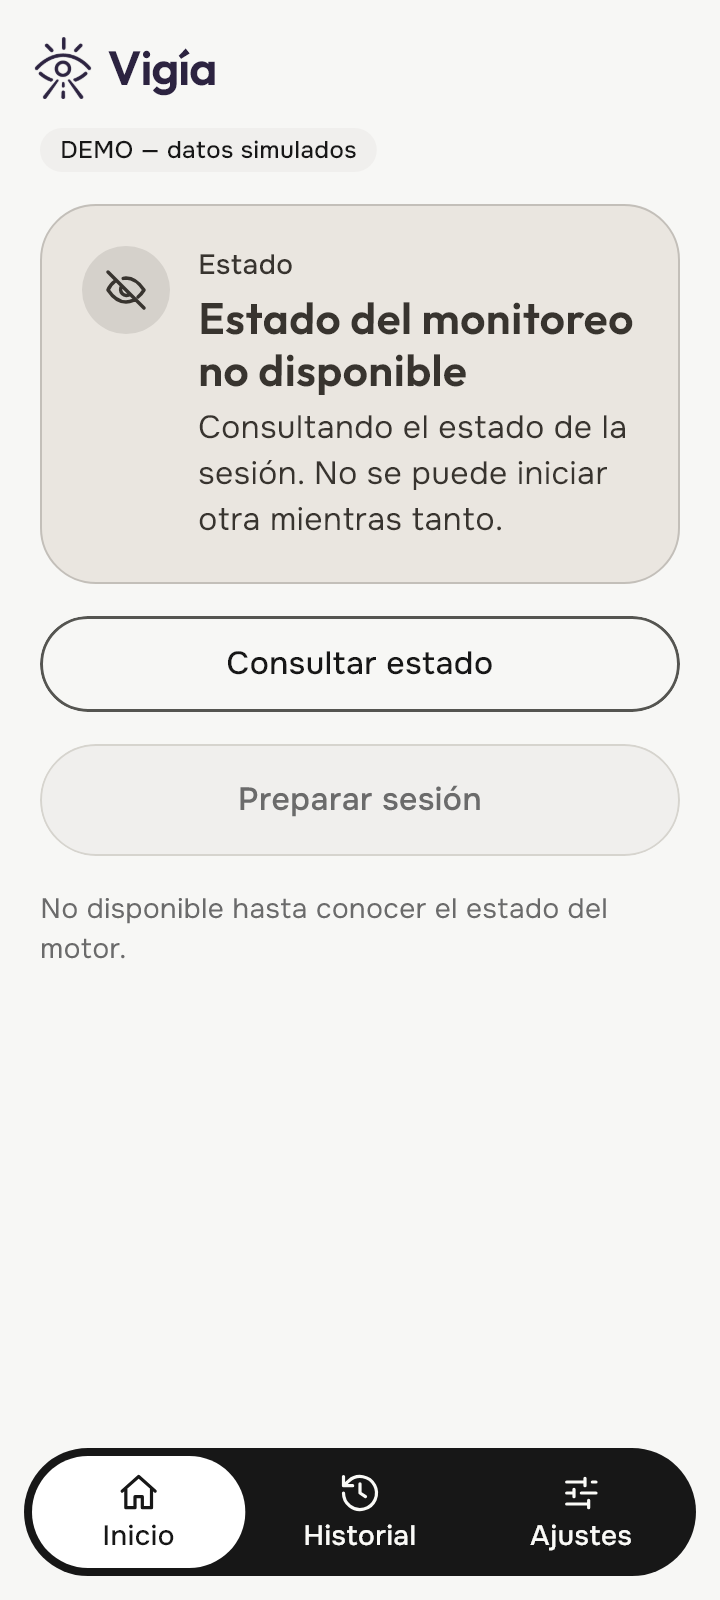 Vigía
DEMO – datos simulados
Estado
Estado del monitoreo
no disponible
Consultando el estado de la
sesión. No se puede iniciar
otra mientras tanto.
Consultar estado
Preparar sesión
No disponible hasta conocer el estado del
motor.
Inicio
Historial
Ajustes